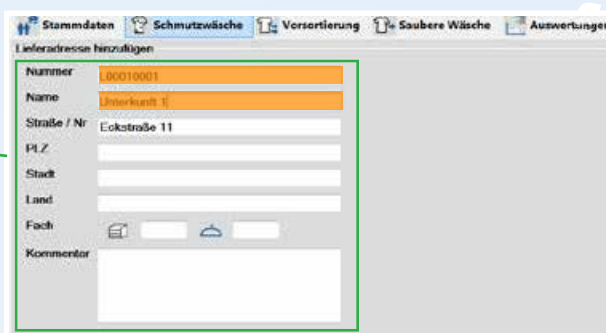 Stammdaten Schmutzwäsche Vorsortierung Saubere Wäsche Auswertungen
Lieferadresse hinzufügen
Nummer L00010001
Name Unterkunft 1
Straße / Nr Eckstraße 11
PLZ
Stadt
Land
Fach
Kommentar